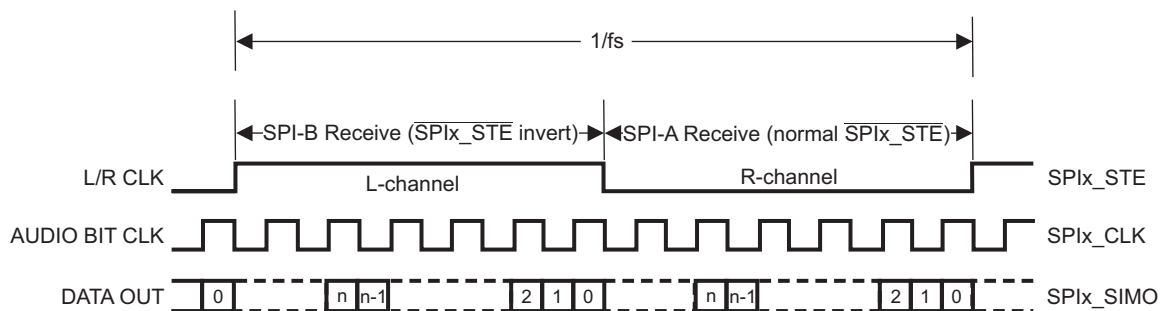 1/fs
SPI-B Receive (SPIx_STE invert) SPI-A Receive (normal SPIx_STE)
L/R CLK L-channel R-channel SPIx_STE
AUDIO BIT CLK SPIx_CLK
DATA OUT 0 n n-1 2 1 0 n n-1 2 1 0 SPIx_SIMO